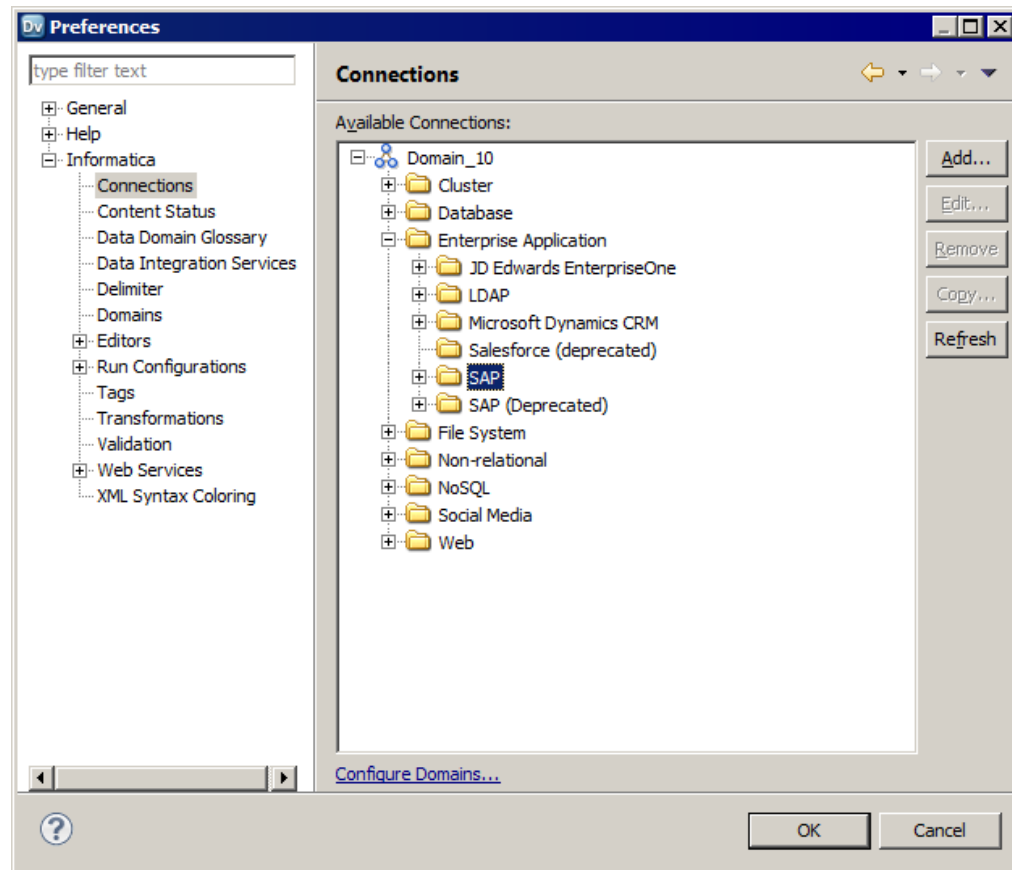 Dv Preferences
type filter text
General
Help
Informatica
Connections
Content Status
Data Domain Glossary
Data Integration Services
Delimiter
Domains
Editors
Run Configurations
Tags
Transformations
Validation
Web Services
XML Syntax Coloring
Connections
Available Connections:
Domain_10
Cluster
Database
Enterprise Application
JD Edwards EnterpriseOne
LDAP
Microsoft Dynamics CRM
Salesforce (deprecated)
SAP
SAP (Deprecated)
File System
Non-relational
NoSQL
Social Media
Web
Add...
Edit...
Remove
Copy...
Refresh
Configure Domains...
?
OK
Cancel